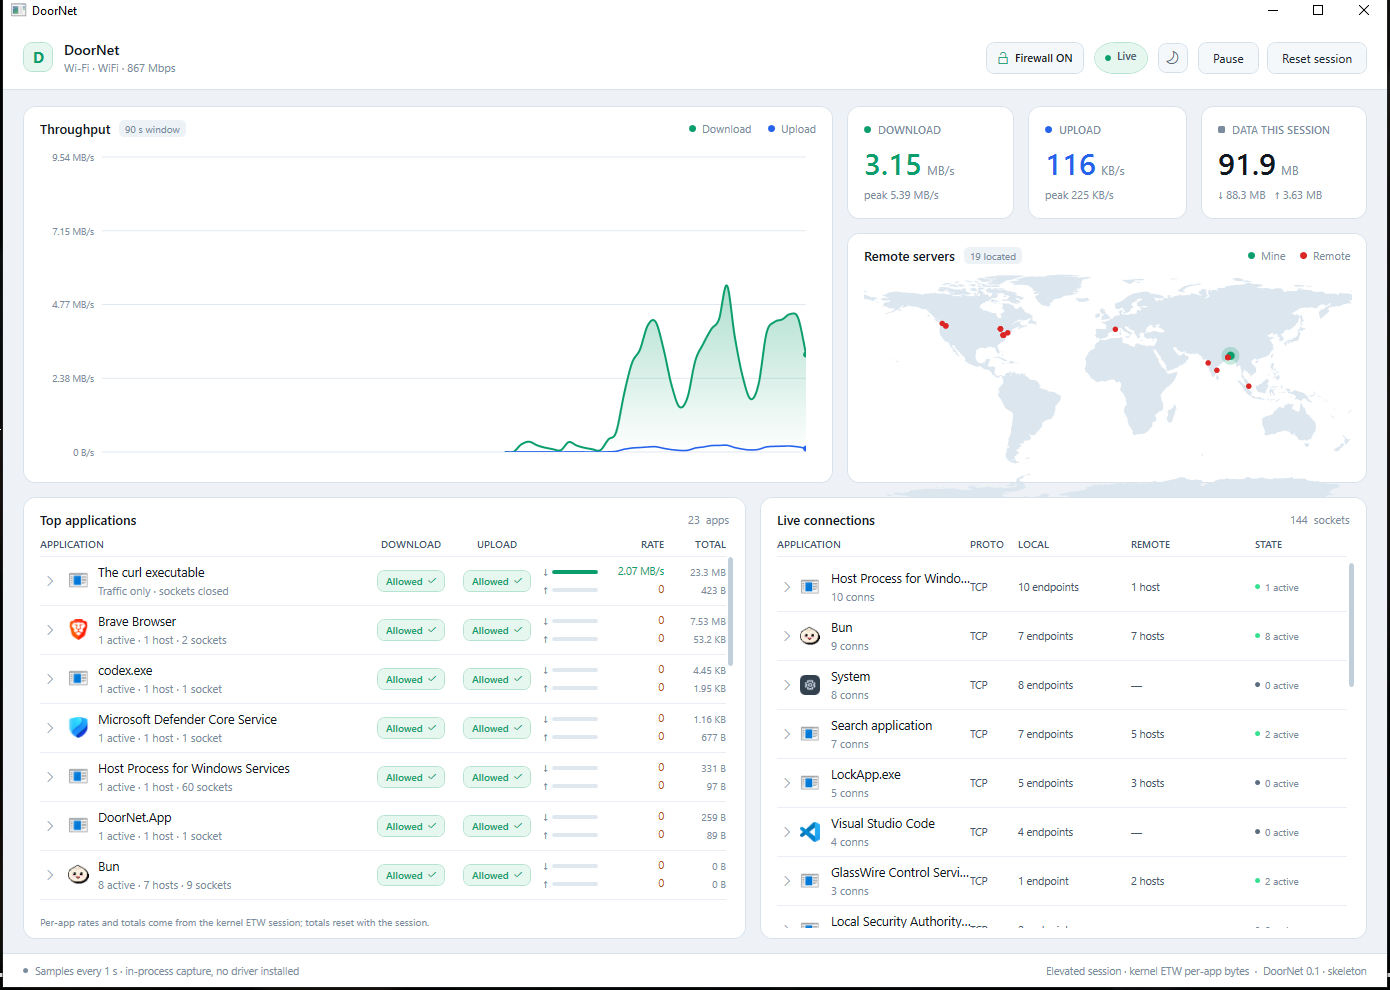 DoorNet
D
DoorNet
Wi-Fi · WiFi · 867 Mbps
Firewall ON
Live
Pause
Reset session
Throughput
90 s window
Download
Upload
9.54 MB/s
7.15 MB/s
4.77 MB/s
2.38 MB/s
0 B/s
DOWNLOAD
3.15 MB/s
peak 5.39 MB/s
UPLOAD
116 KB/s
peak 225 KB/s
DATA THIS SESSION
91.9 MB
↓ 88.3 MB ↑ 3.63 MB
Remote servers
19 located
Mine
Remote
Top applications
23 apps
APPLICATION DOWNLOAD UPLOAD RATE TOTAL
The curl executable
Traffic only · sockets closed
Allowed ✓ Allowed ✓
↓ 2.07 MB/s 23.3 MB
↑ 0 423 B
Brave Browser
1 active · 1 host · 2 sockets
Allowed ✓ Allowed ✓
↓ 0 7.53 MB
↑ 0 53.2 KB
codex.exe
1 active · 1 host · 1 socket
Allowed ✓ Allowed ✓
↓ 0 4.45 KB
↑ 0 1.95 KB
Microsoft Defender Core Service
1 active · 1 host · 1 socket
Allowed ✓ Allowed ✓
↓ 0 1.16 KB
↑ 0 677 B
Host Process for Windows Services
1 active · 1 host · 60 sockets
Allowed ✓ Allowed ✓
↓ 0 331 B
↑ 0 97 B
DoorNet.App
1 active · 1 host · 1 socket
Allowed ✓ Allowed ✓
↓ 0 259 B
↑ 0 89 B
Bun
8 active · 7 hosts · 9 sockets
Allowed ✓ Allowed ✓
↓ 0 0 B
↑ 0 0 B
Per-app rates and totals come from the kernel ETW session; totals reset with the session.
Live connections
144 sockets
APPLICATION PROTO LOCAL REMOTE STATE
Host Process for Windo...
10 conns
TCP 10 endpoints 1 host 1 active
Bun
9 conns
TCP 7 endpoints 7 hosts 8 active
System
8 conns
TCP 8 endpoints — 0 active
Search application
7 conns
TCP 7 endpoints 5 hosts 2 active
LockApp.exe
5 conns
TCP 5 endpoints 3 hosts 0 active
Visual Studio Code
4 conns
TCP 4 endpoints — 0 active
GlassWire Control Servi...
3 conns
TCP 1 endpoint 2 hosts 2 active
Local Security Authority...
Samples every 1 s · in-process capture, no driver installed
Elevated session · kernel ETW per-app bytes · DoorNet 0.1 · skeleton